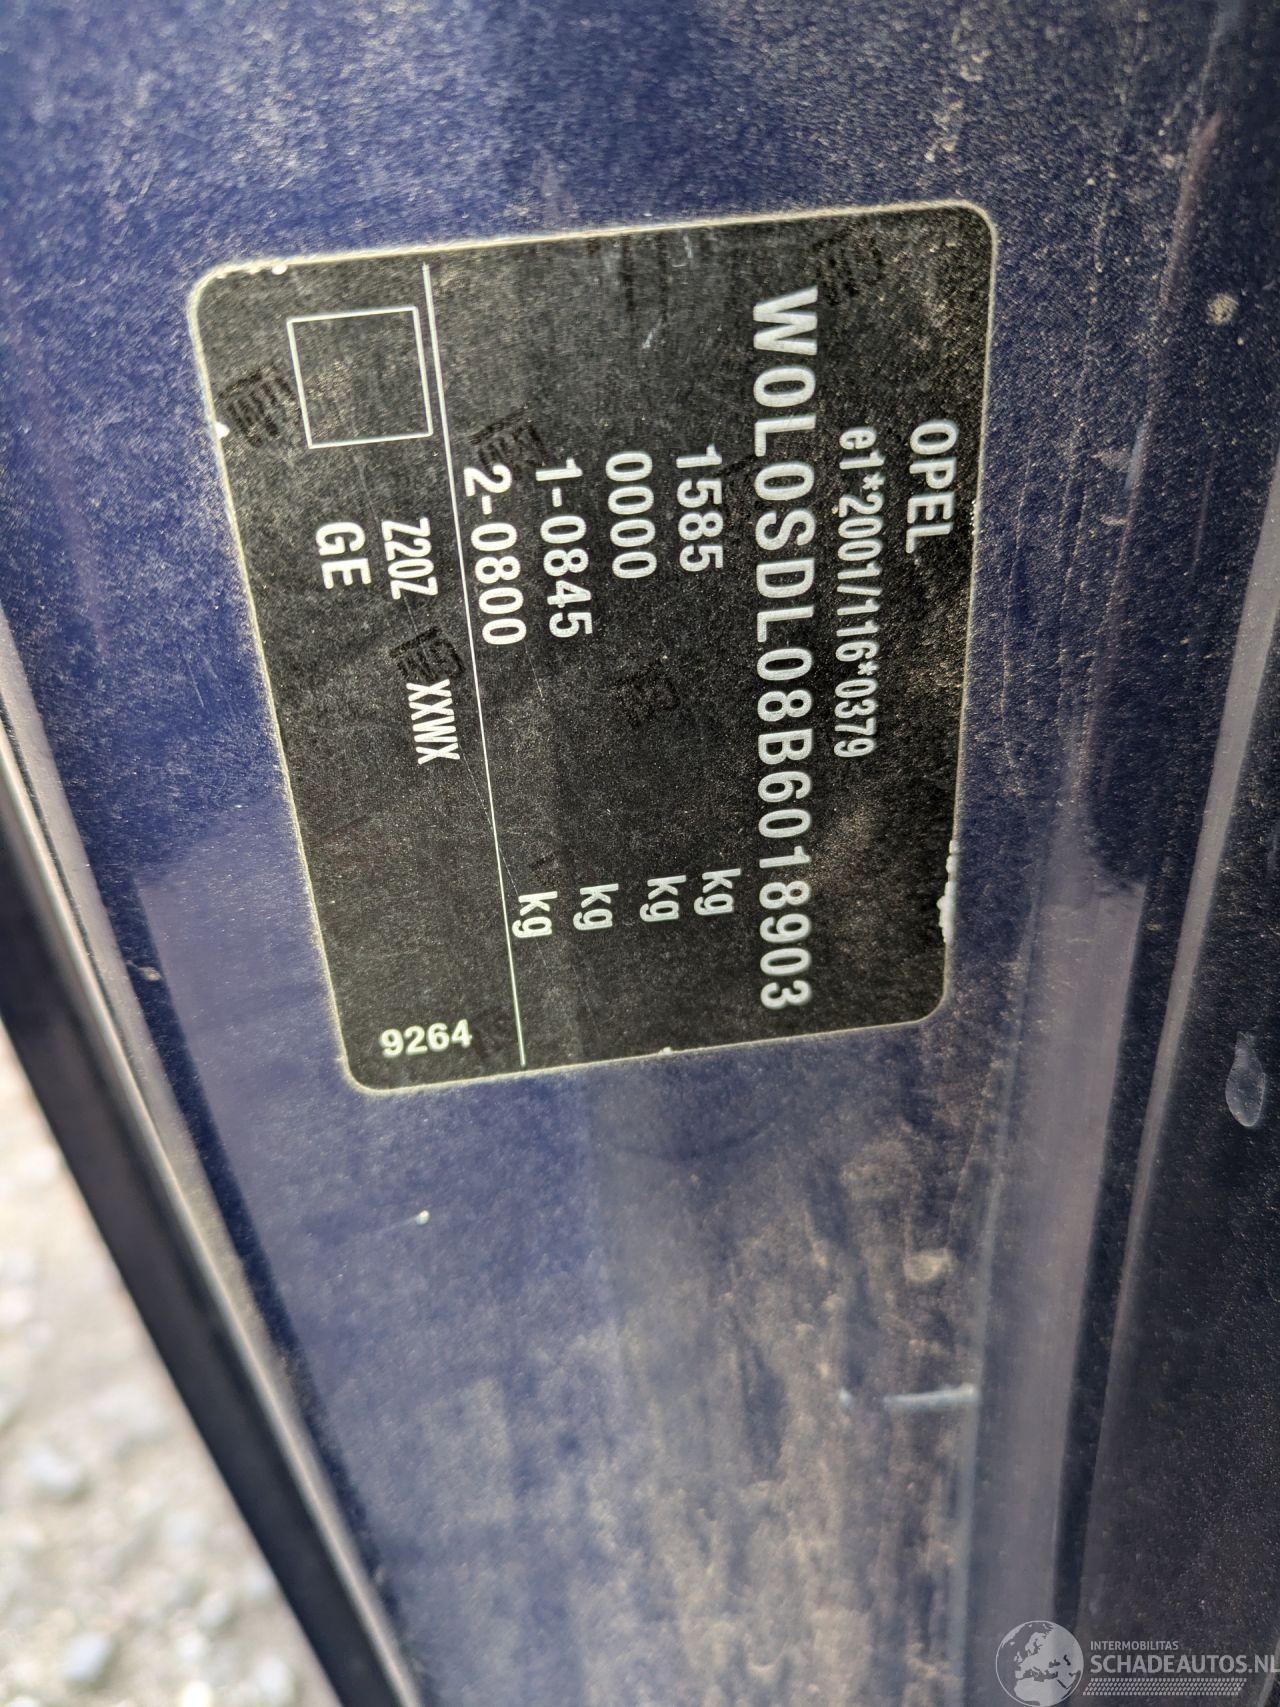 OPEL
e1*2001/116*0379
W0L0SDL08B6018903
1585 kg
0000 kg
1-0845 kg
2-0800 kg
Z20Z XXWX
GE
9264
INTERMOBILITAS
SCHADEAUTOS.NL